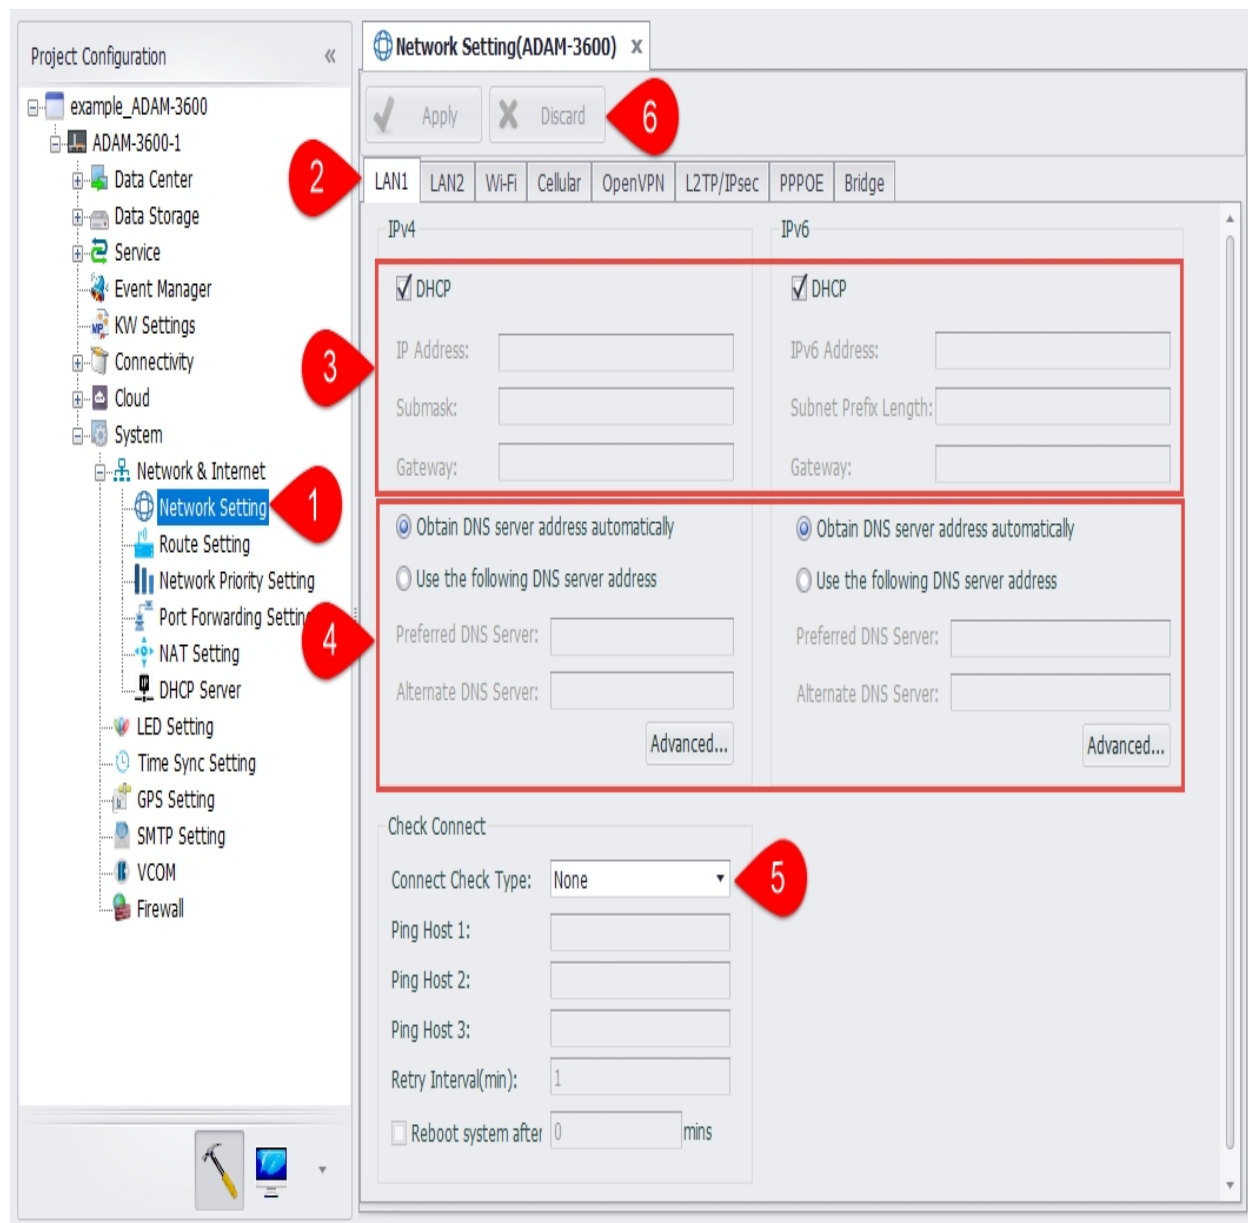 Project Configuration «
example_ADAM-3600
ADAM-3600-1
Data Center
Data Storage
Service
Event Manager
KW Settings
Connectivity
Cloud
System
Network & Internet
Network Setting
Route Setting
Network Priority Setting
Port Forwarding Setting
NAT Setting
DHCP Server
LED Setting
Time Sync Setting
GPS Setting
SMTP Setting
VCOM
Firewall
1
2
3
4
Network Setting(ADAM-3600) x
Apply Discard 6
LAN1 LAN2 Wi-Fi Cellular OpenVPN L2TP/IPsec PPPOE Bridge
IPv4
DHCP
IP Address:
Submask:
Gateway:
Obtain DNS server address automatically
Use the following DNS server address
Preferred DNS Server:
Alternate DNS Server:
Advanced...
IPv6
DHCP
IPv6 Address:
Subnet Prefix Length:
Gateway:
Obtain DNS server address automatically
Use the following DNS server address
Preferred DNS Server:
Alternate DNS Server:
Advanced...
Check Connect
Connect Check Type: None 5
Ping Host 1:
Ping Host 2:
Ping Host 3:
Retry Interval(min): 1
Reboot system after 0 mins